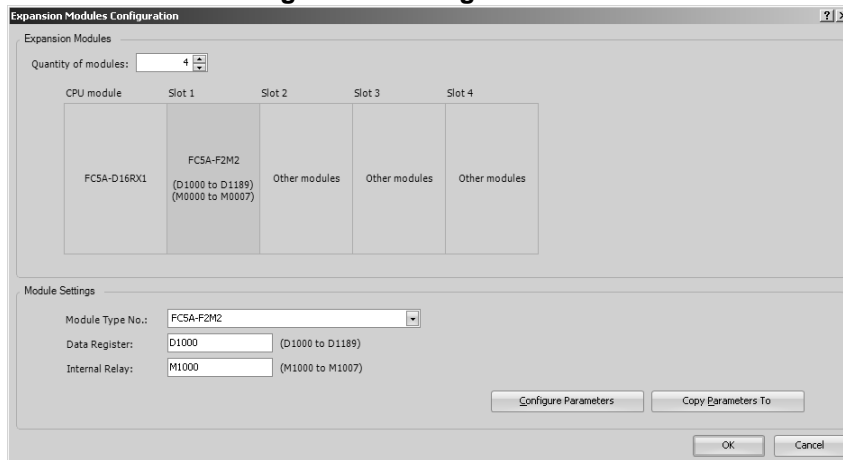 Expansion Modules Configuration
?
Expansion Modules
Quantity of modules: 4
CPU module Slot 1 Slot 2 Slot 3 Slot 4
FC5A-D16RX1
FC5A-F2M2
(D1000 to D1189)
(M0000 to M0007)
Other modules
Other modules
Other modules
Module Settings
Module Type No.: FC5A-F2M2
Data Register: D1000 (D1000 to D1189)
Internal Relay: M1000 (M1000 to M1007)
Configure Parameters Copy Parameters To
OK Cancel